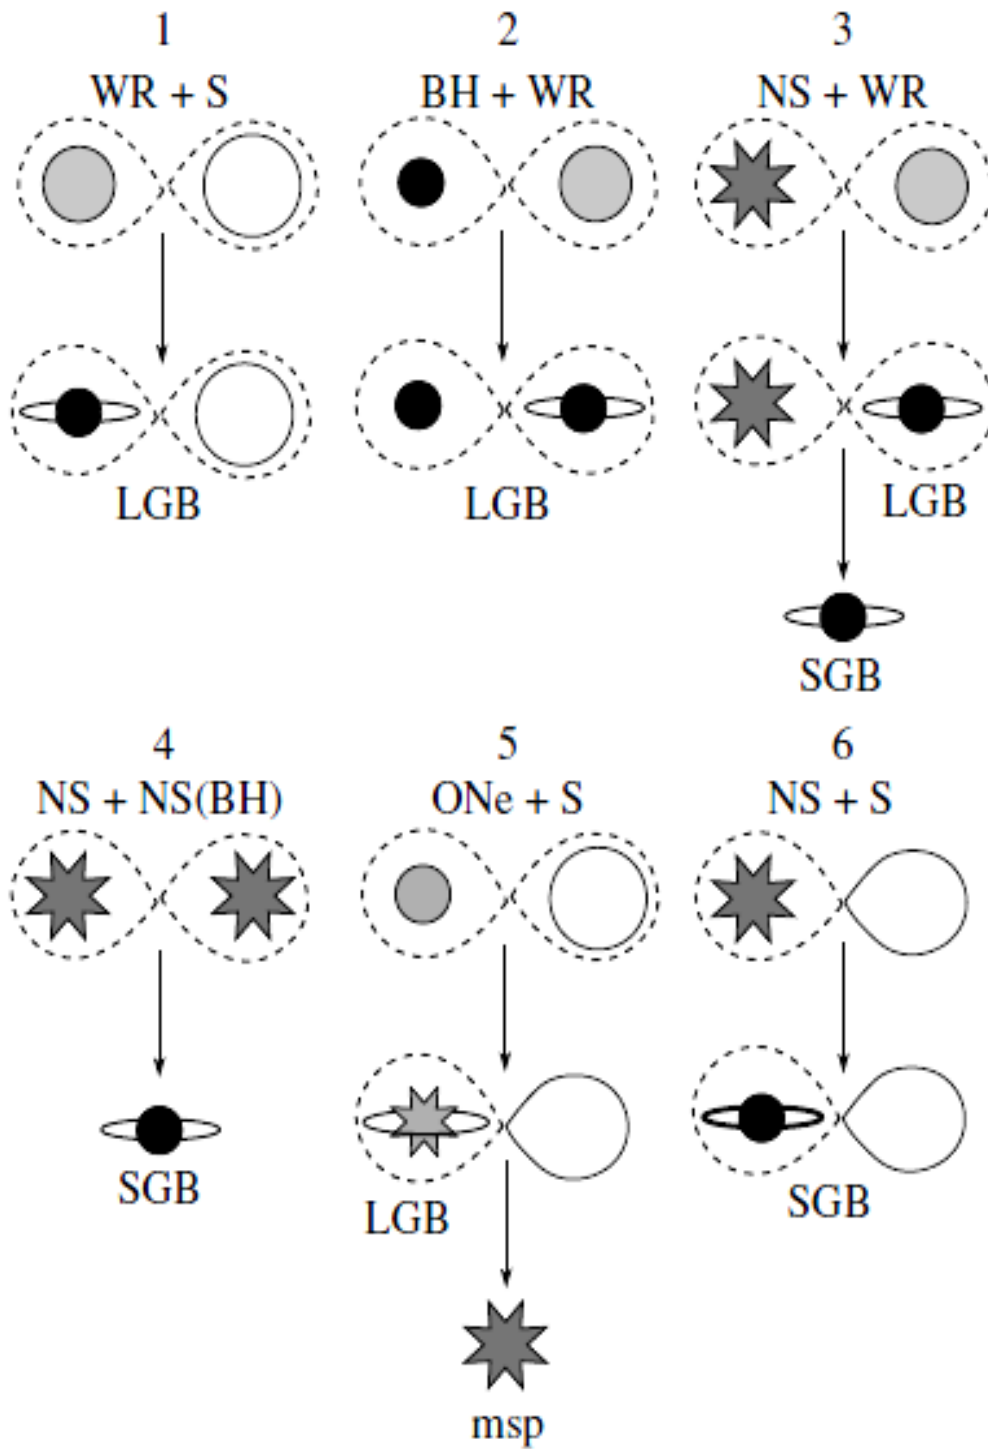 1
WR + S
LGB
2
BH + WR
LGB
3
NS + WR
LGB
SGB
4
NS + NS(BH)
SGB
5
ONe + S
LGB
msp
6
NS + S
SGB